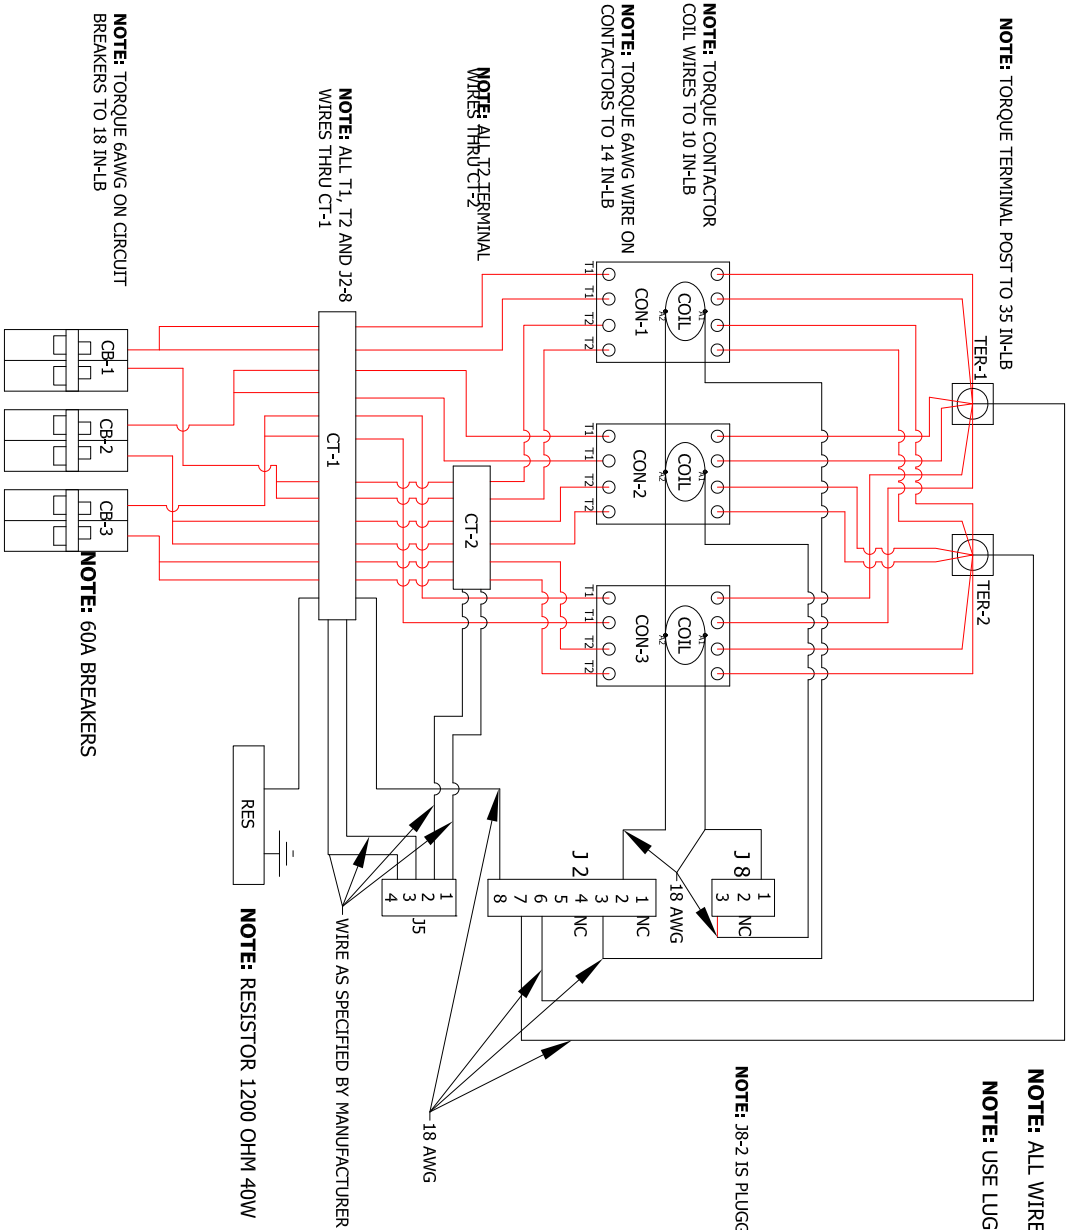 NOTE: ALL WIRE
NOTE: USE LUG
NOTE: TORQUE TERMINAL POST TO 35 IN-LB
TER-1
TER-2
NOTE: TORQUE CONTACTOR
COIL WIRES TO 10 IN-LB
NOTE: J8-2 IS PLUGG
NOTE: TORQUE 6AWG WIRE ON
CONTACTORS TO 14 IN-LB
COIL
A1
A2
CON-1
T1
T1
T2
T2
COIL
A1
A2
CON-2
T1
T1
T2
T2
COIL
A1
A2
CON-3
T1
T1
T2
T2
J8
1
2 NC
3
18 AWG
J2
1 NC
2
3
4 NC
5
6
7
8
NOTE: ALL T2 TERMINAL
WIRES THRU CT-2
CT-2
J5
1
2
3
4
18 AWG
NOTE: ALL T1, T2 AND J2-8
WIRES THRU CT-1
CT-1
WIRE AS SPECIFIED BY MANUFACTURER
RES
NOTE: RESISTOR 1200 OHM 40W
NOTE: TORQUE 6AWG ON CIRCUIT
BREAKERS TO 18 IN-LB
CB-1
CB-2
CB-3
NOTE: 60A BREAKERS